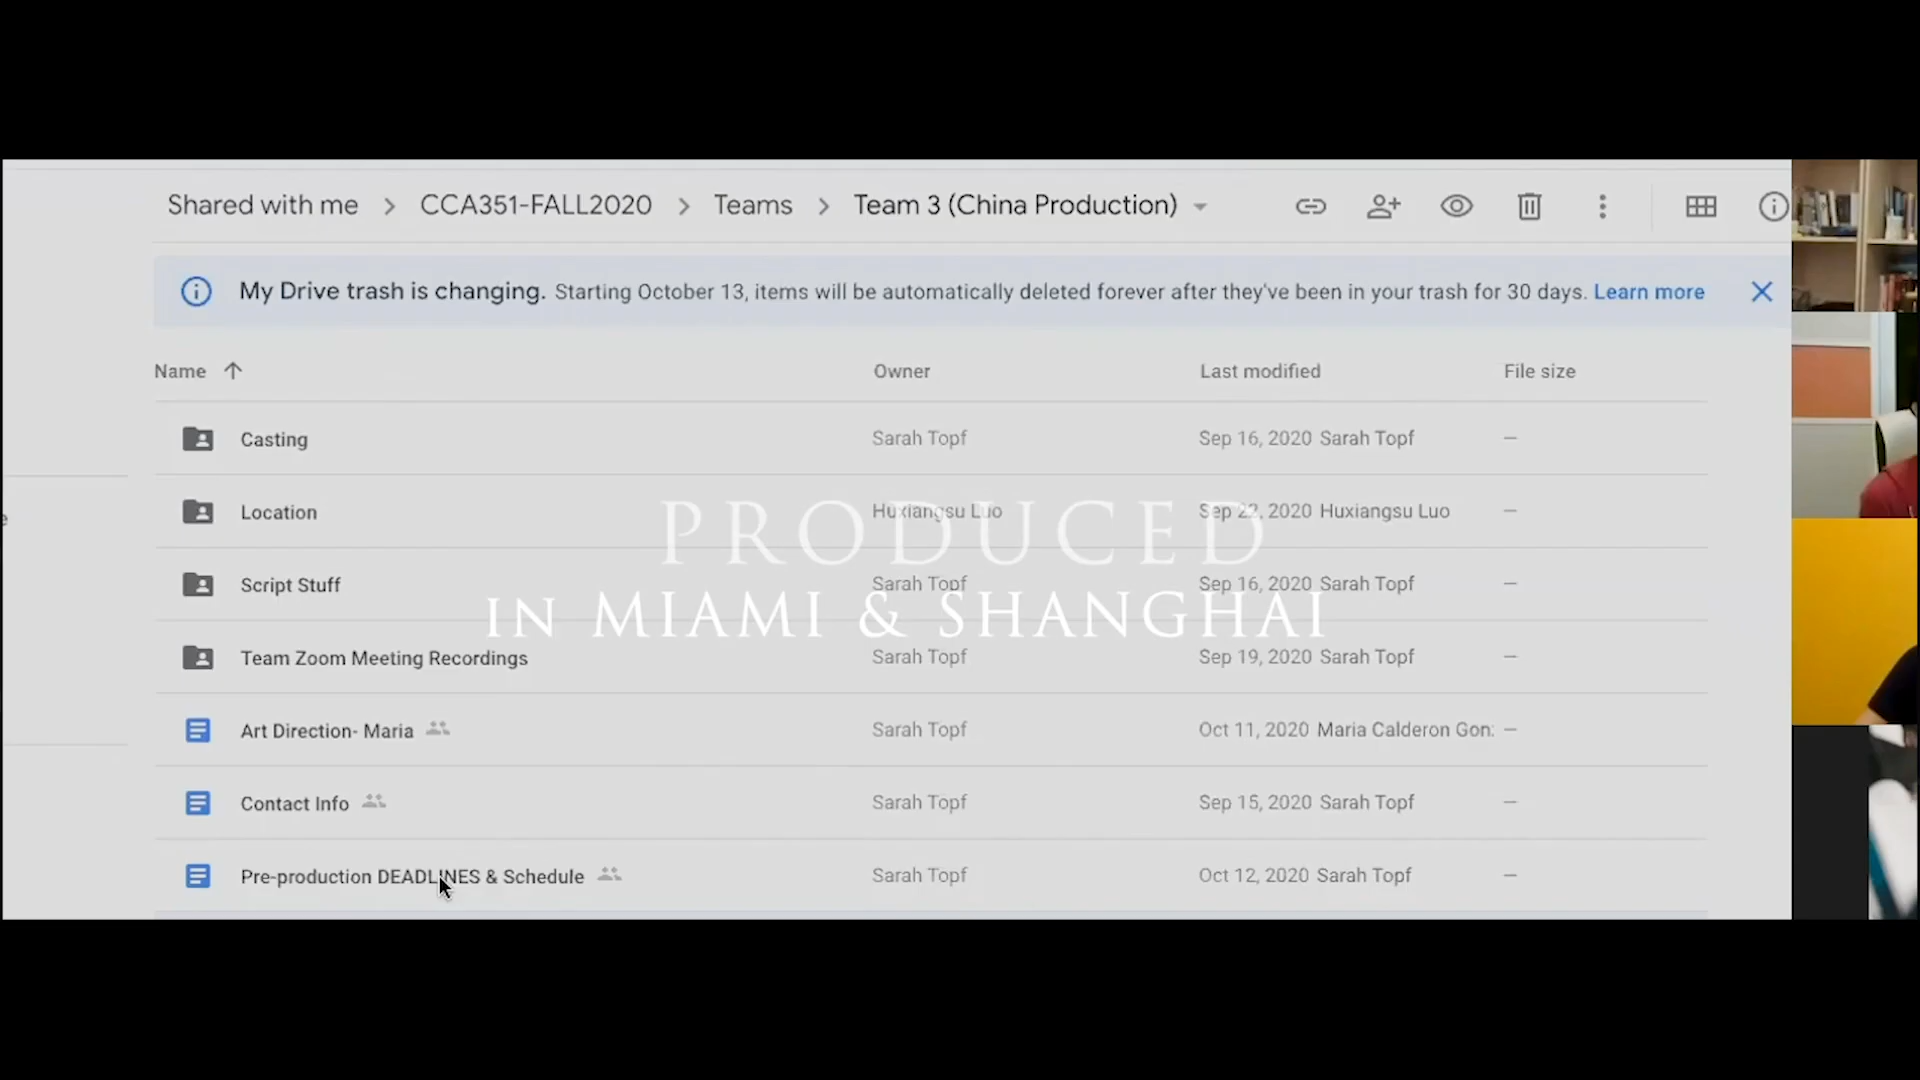 Shared with me > CCA351-FALL2020 > Teams > Team 3 (China Production)
My Drive trash is changing. Starting October 13, items will be automatically deleted forever after they've been in your trash for 30 days. Learn more
Name Owner Last modified File size
Casting Sarah Topf Sep 16, 2020 Sarah Topf —
Location Huxiangsu Luo Sep 22, 2020 Huxiangsu Luo —
PRODUCED
Script Stuff Sarah Topf Sep 16, 2020 Sarah Topf —
IN MIAMI & SHANGHAI
Team Zoom Meeting Recordings Sarah Topf Sep 19, 2020 Sarah Topf —
Art Direction- Maria Sarah Topf Oct 11, 2020 Maria Calderon Gon: —
Contact Info Sarah Topf Sep 15, 2020 Sarah Topf —
Pre-production DEADLINES & Schedule Sarah Topf Oct 12, 2020 Sarah Topf —